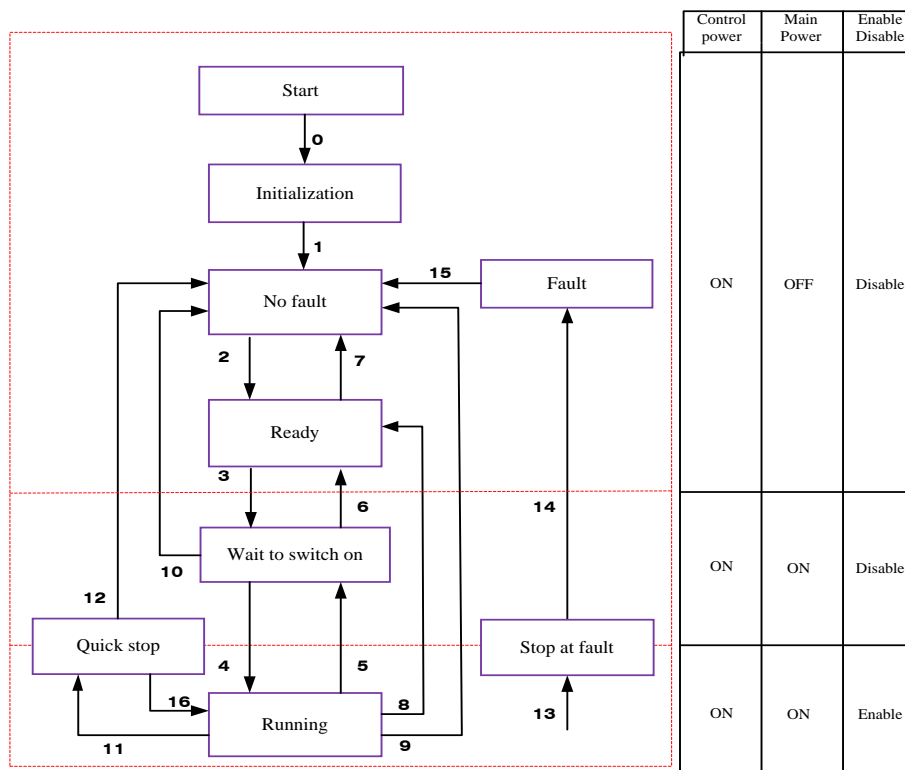 Control power
Main Power
Enable Disable
Start
0
Initialization
1
15
Fault
No fault
ON
OFF
Disable
2
7
Ready
3
6
14
Wait to switch on
10
ON
ON
Disable
12
Quick stop
4
5
Stop at fault
16
8
13
Running
11
9
ON
ON
Enable